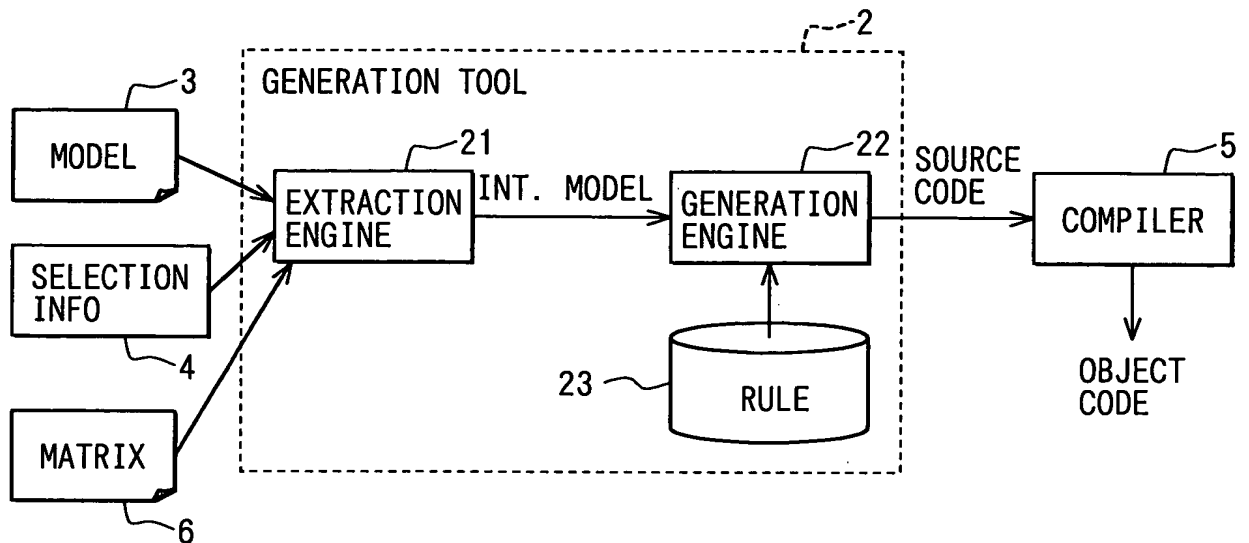 2
GENERATION TOOL
3
MODEL
21
EXTRACTION
ENGINE
INT. MODEL
22
GENERATION
ENGINE
SOURCE
CODE
5
COMPILER
SELECTION
INFO
4
23
RULE
OBJECT
CODE
MATRIX
6